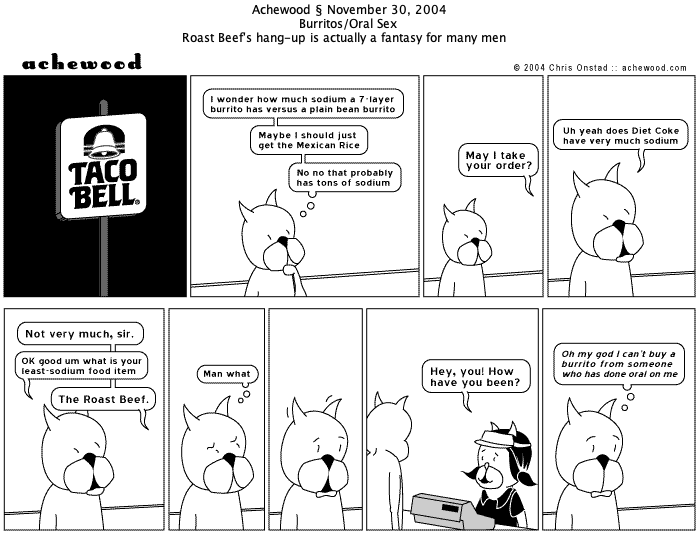 Achewood § November 30, 2004
Burritos/Oral Sex
Roast Beef's hang-up is actually a fantasy for many men
achewood
© 2004 Chris Onstad :: achewood.com
TACO
BELL®
I wonder how much sodium a 7-layer
burrito has versus a plain bean burrito
Maybe I should just
get the Mexican Rice
No no that probably
has tons of sodium
May I take
your order?
Uh yeah does Diet Coke
have very much sodium
Not very much, sir.
OK good um what is your
least-sodium food item
The Roast Beef.
Man what
Hey, you! How
have you been?
Oh my god I can't buy a
burrito from someone
who has done oral on me